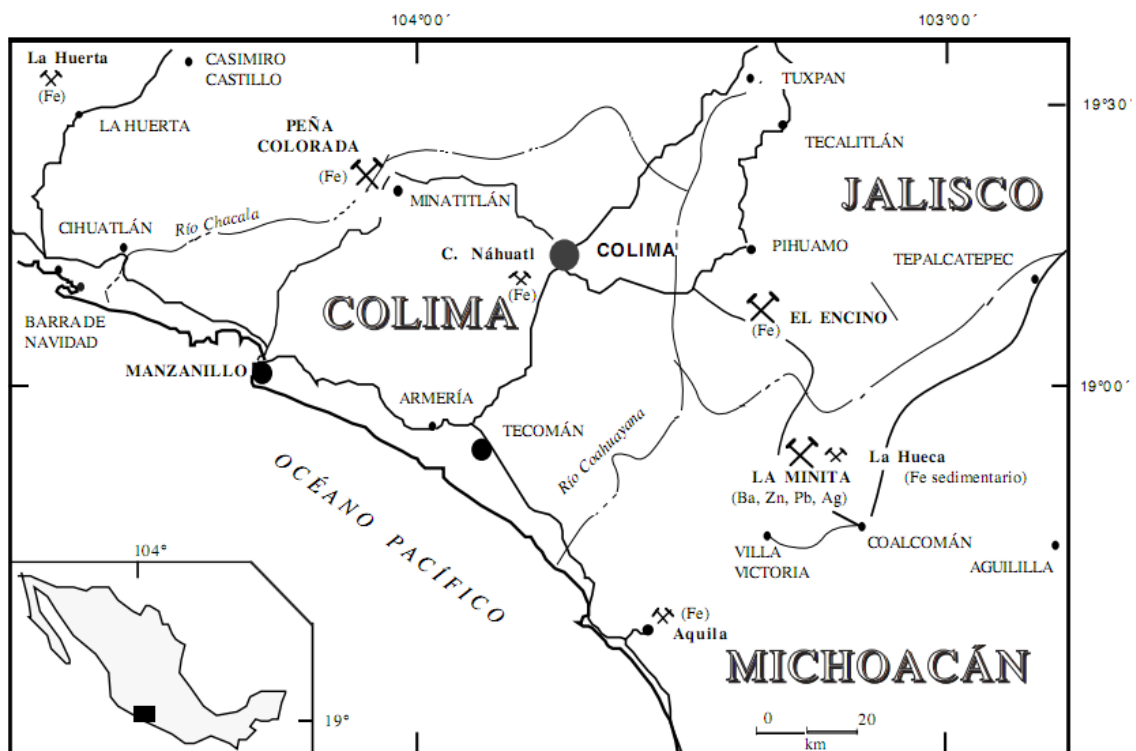 104°00´
103°00´
La Huerta
(Fe)
CASIMIRO
CASTILLO
TUXPAN
19°30´
LA HUERTA
PEÑA
COLORADA
(Fe)
TECALITLÁN
JALISCO
MINATITLÁN
Río Chacala
CIHUATLÁN
C. Náhuatl
(Fe)
COLIMA
PIHUAMO
TEPALCATEPEC
COLIMA
EL ENCINO
(Fe)
BARRA DE
NAVIDAD
MANZANILLO
19°00´
ARMERÍA
TECOMÁN
Río Coahuayana
La Hueca
(Fe sedimentario)
LA MINITA
(Ba, Zn, Pb, Ag)
OCÉANO PACÍFICO
COALCOMÁN
VILLA
VICTORIA
AGUILILLA
(Fe)
Aquila
MICHOACÁN
104°
19°
0 20
km